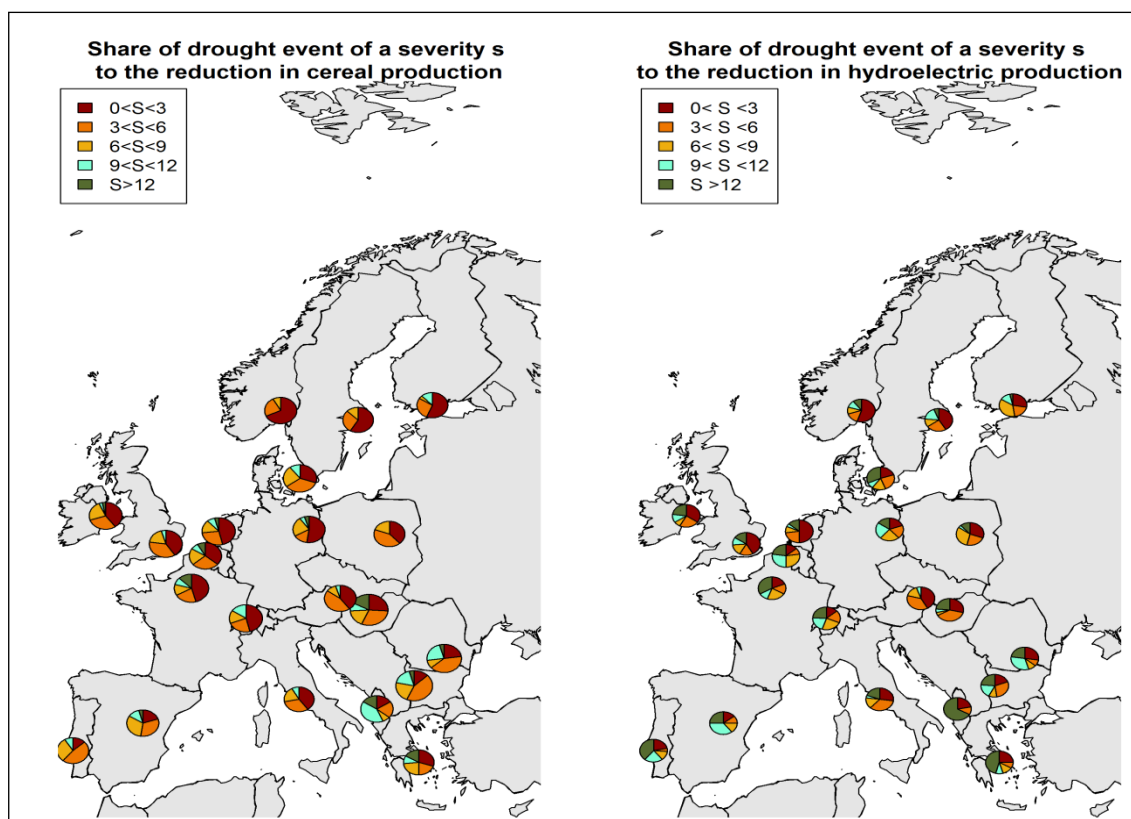 Share of drought event of a severity s
to the reduction in cereal production
0<S<3
3<S<6
6<S<9
9<S<12
S>12
Share of drought event of a severity s
to the reduction in hydroelectric production
0< S <3
3< S <6
6< S <9
9< S <12
S >12